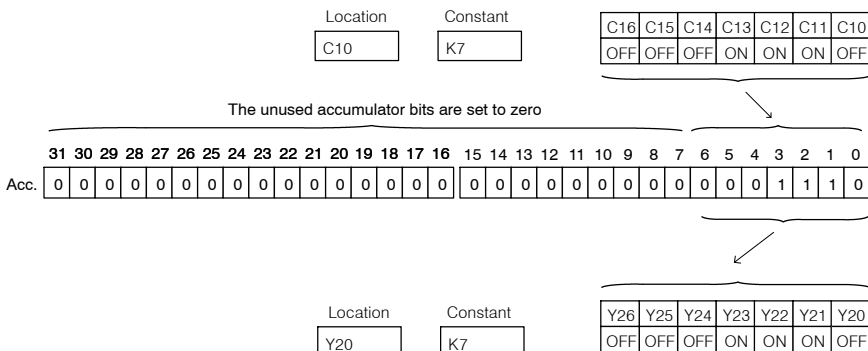 Location Constant
C10 K7
C16 C15 C14 C13 C12 C11 C10
OFF OFF OFF ON ON ON OFF
The unused accumulator bits are set to zero
31 30 29 28 27 26 25 24 23 22 21 20 19 18 17 16 15 14 13 12 11 10 9 8 7 6 5 4 3 2 1 0
Acc. 0 0 0 0 0 0 0 0 0 0 0 0 0 0 0 0 0 0 0 0 0 0 0 0 0 0 0 0 1 1 1 0
Location Constant
Y20 K7
Y26 Y25 Y24 Y23 Y22 Y21 Y20
OFF OFF OFF ON ON ON OFF